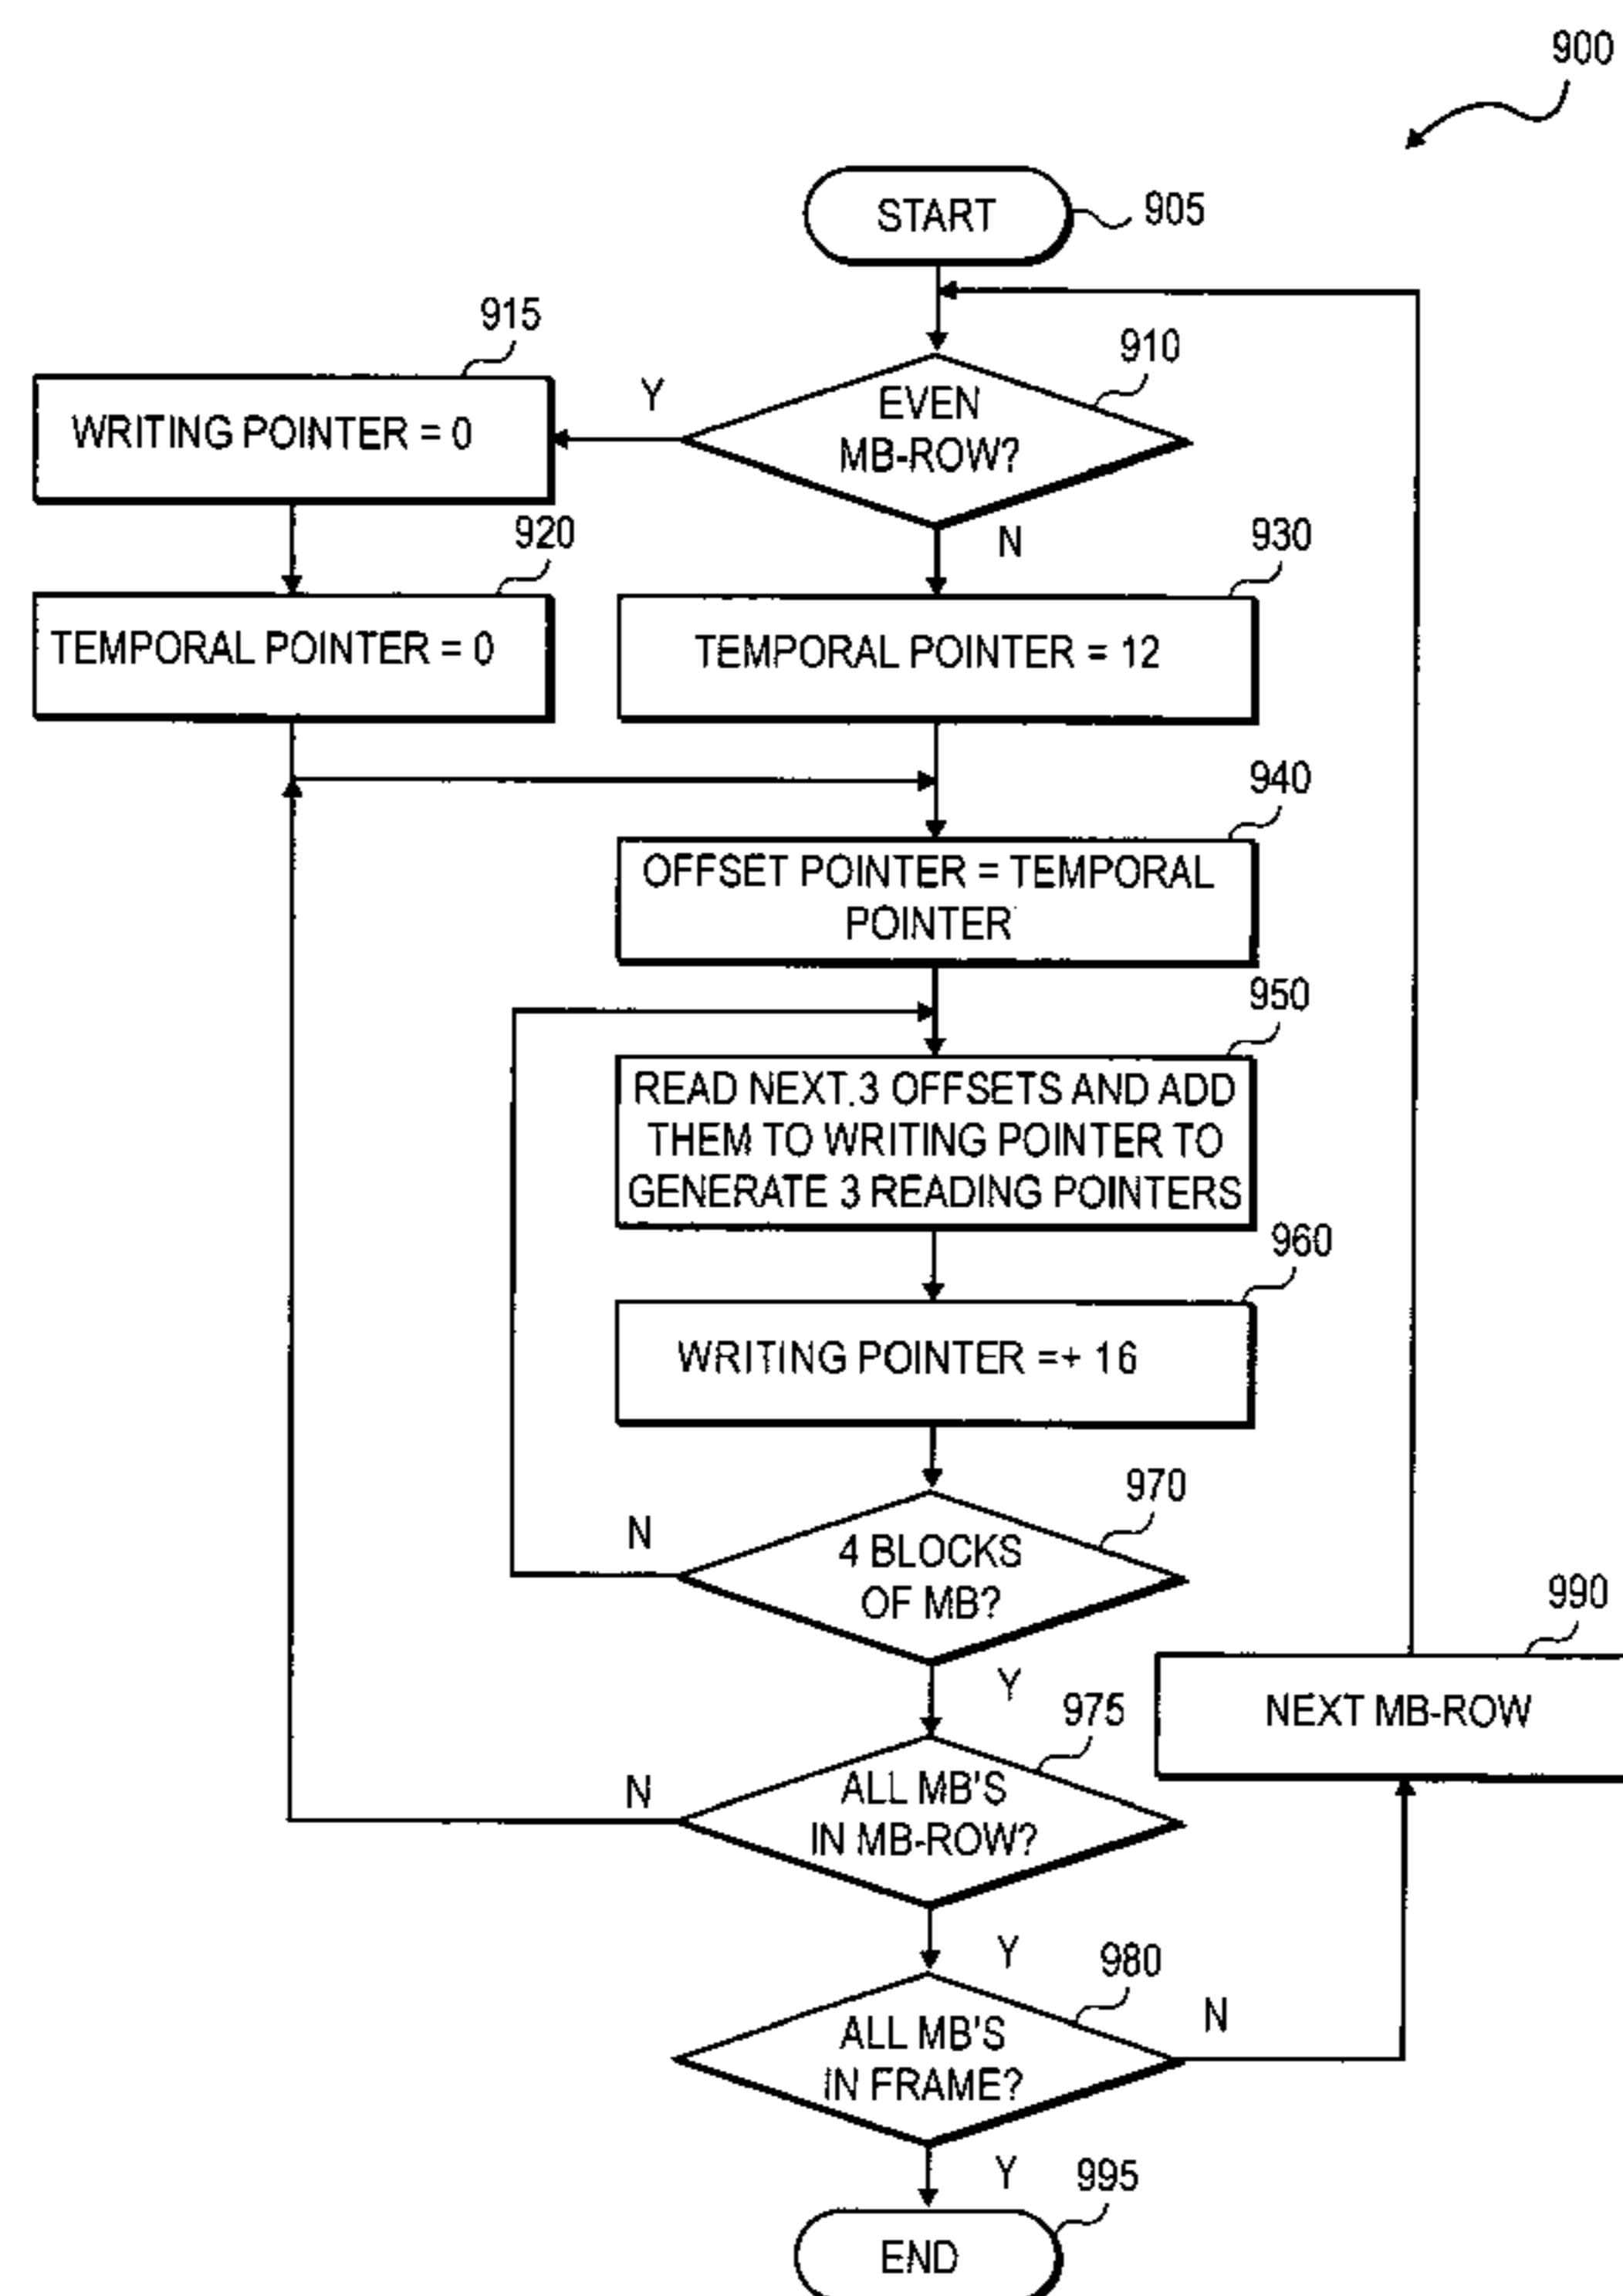 900
START
905
915
910
WRITING POINTER = 0
Y
EVEN
MB-ROW?
N
920
930
TEMPORAL POINTER = 0
TEMPORAL POINTER = 12
940
OFFSET POINTER = TEMPORAL
POINTER
950
READ NEXT 3 OFFSETS AND ADD
THEM TO WRITING POINTER TO
GENERATE 3 READING POINTERS
960
WRITING POINTER =+ 16
970
N
4 BLOCKS
OF MB?
Y
990
NEXT MB-ROW
975
N
ALL MB'S
IN MB-ROW?
Y
980
ALL MB'S
IN FRAME?
N
Y
995
END